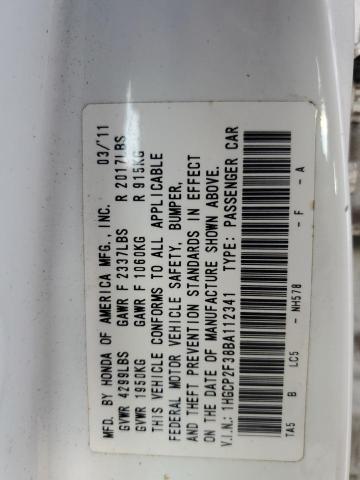 MFD. BY HONDA OF AMERICA MFG., INC. 03/'11
GVWR 4299LBS GAWR F 2337LBS R 2017LBS
GVWR 1950KG GAWR F 1060KG R 915KG
THIS VEHICLE CONFORMS TO ALL APPLICABLE
FEDERAL MOTOR VEHICLE SAFETY, BUMPER,
AND THEFT PREVENTION STANDARDS IN EFFECT
ON THE DATE OF MANUFACTURE SHOWN ABOVE.
V.I.N.: 1HGCP2F38BA112341 TYPE: PASSENGER CAR
TA5 B LC5 - NH578 - F - A